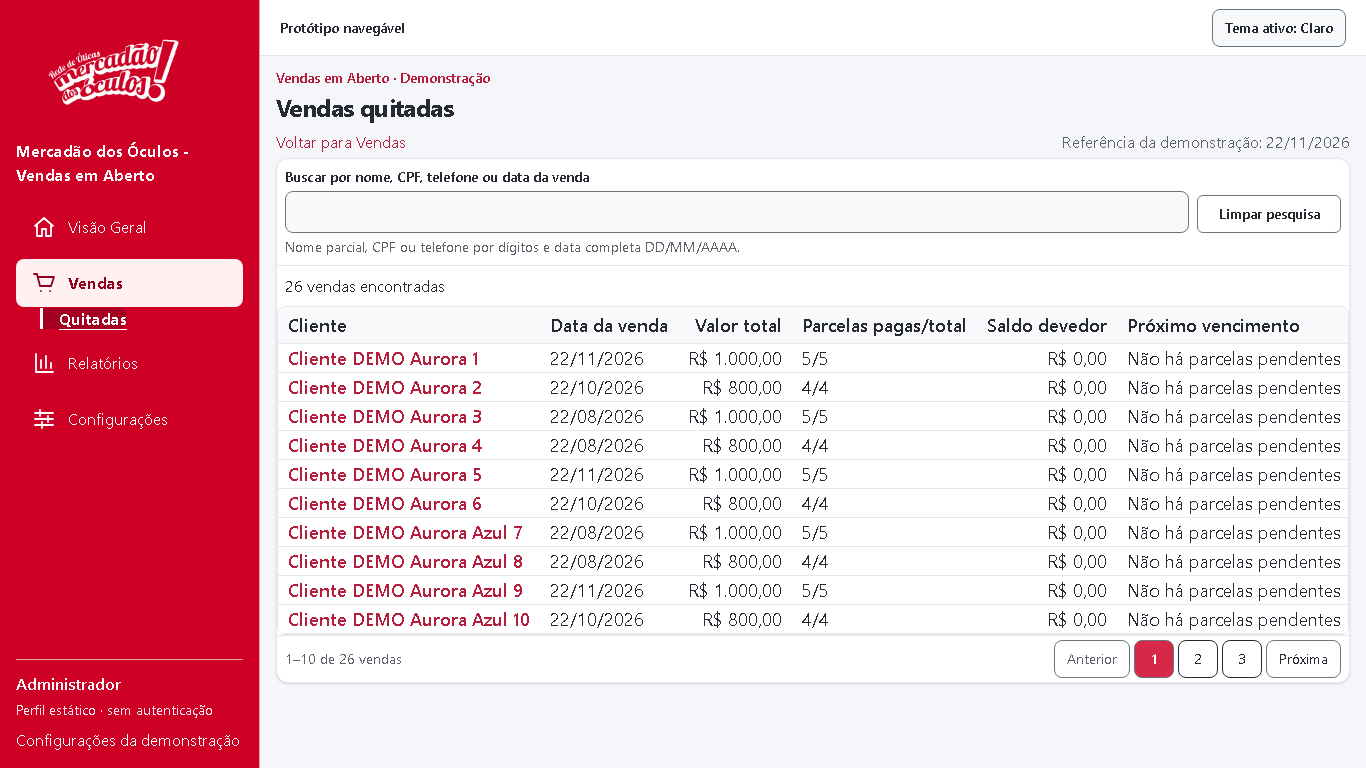 Rede de Óticas
mercadão
dos óculos!
Mercadão dos Óculos -
Vendas em Aberto
Visão Geral
Vendas
Quitadas
Relatórios
Configurações
Administrador
Perfil estático · sem autenticação
Configurações da demonstração
Protótipo navegável
Tema ativo: Claro
Vendas em Aberto · Demonstração
Vendas quitadas
Voltar para Vendas
Referência da demonstração: 22/11/2026
Buscar por nome, CPF, telefone ou data da venda
Limpar pesquisa
Nome parcial, CPF ou telefone por dígitos e data completa DD/MM/AAAA.
26 vendas encontradas
Cliente Data da venda Valor total Parcelas pagas/total Saldo devedor Próximo vencimento
Cliente DEMO Aurora 1 22/11/2026 R$ 1.000,00 5/5 R$ 0,00 Não há parcelas pendentes
Cliente DEMO Aurora 2 22/10/2026 R$ 800,00 4/4 R$ 0,00 Não há parcelas pendentes
Cliente DEMO Aurora 3 22/08/2026 R$ 1.000,00 5/5 R$ 0,00 Não há parcelas pendentes
Cliente DEMO Aurora 4 22/08/2026 R$ 800,00 4/4 R$ 0,00 Não há parcelas pendentes
Cliente DEMO Aurora 5 22/11/2026 R$ 1.000,00 5/5 R$ 0,00 Não há parcelas pendentes
Cliente DEMO Aurora 6 22/10/2026 R$ 800,00 4/4 R$ 0,00 Não há parcelas pendentes
Cliente DEMO Aurora Azul 7 22/08/2026 R$ 1.000,00 5/5 R$ 0,00 Não há parcelas pendentes
Cliente DEMO Aurora Azul 8 22/08/2026 R$ 800,00 4/4 R$ 0,00 Não há parcelas pendentes
Cliente DEMO Aurora Azul 9 22/11/2026 R$ 1.000,00 5/5 R$ 0,00 Não há parcelas pendentes
Cliente DEMO Aurora Azul 10 22/10/2026 R$ 800,00 4/4 R$ 0,00 Não há parcelas pendentes
1–10 de 26 vendas
Anterior 1 2 3 Próxima